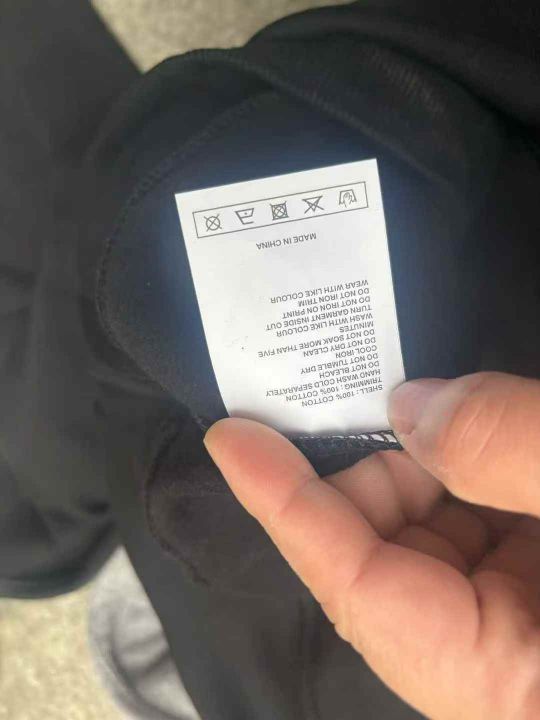 SHELL : 100% COTTON
TRIMMING : 100% COTTON
HAND WASH COLD SEPARATELY
DO NOT BLEACH
DO NOT TUMBLE DRY
COOL IRON
DO NOT DRY CLEAN
DO NOT SOAK MORE THAN FIVE
MINUTES
WASH WITH LIKE COLOUR
TURN GARMENT INSIDE OUT
DO NOT IRON ON PRINT
DO NOT IRON TRIM
WEAR WITH LIKE COLOUR
MADE IN CHINA